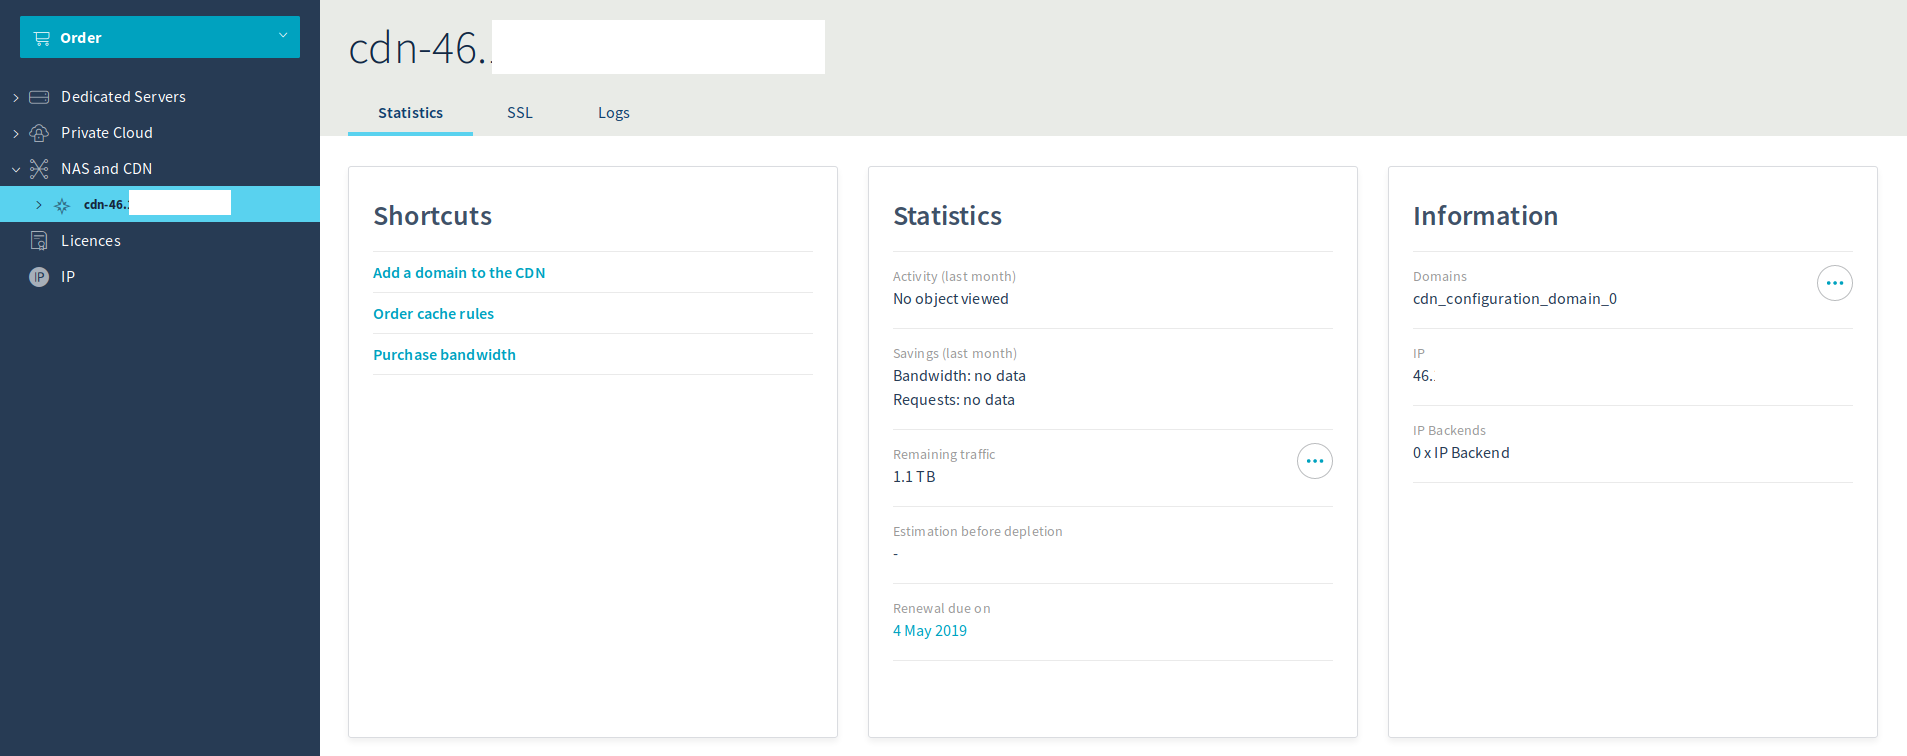 Order
Dedicated Servers
Private Cloud
NAS and CDN
cdn-46.
Licences
IP
IP
cdn-46.
Statistics
SSL
Logs
Shortcuts
Add a domain to the CDN
Order cache rules
Purchase bandwidth
Statistics
Activity (last month)
No object viewed
Savings (last month)
Bandwidth: no data
Requests: no data
Remaining traffic
1.1 TB
Estimation before depletion
-
Renewal due on
4 May 2019
Information
Domains
cdn_configuration_domain_0
IP
46.
IP Backends
0 x IP Backend